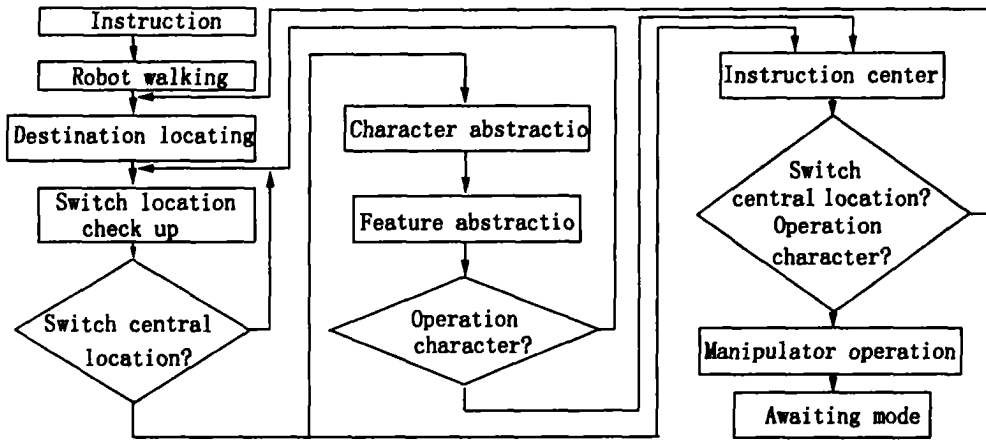 Instruction
Robot walking
Destination locating
Switch location
check up
Switch central
location?
Character abstractio
Feature abstractio
Operation
character?
Instruction center
Switch
central location?
Operation
character?
Manipulator operation
Awaiting mode